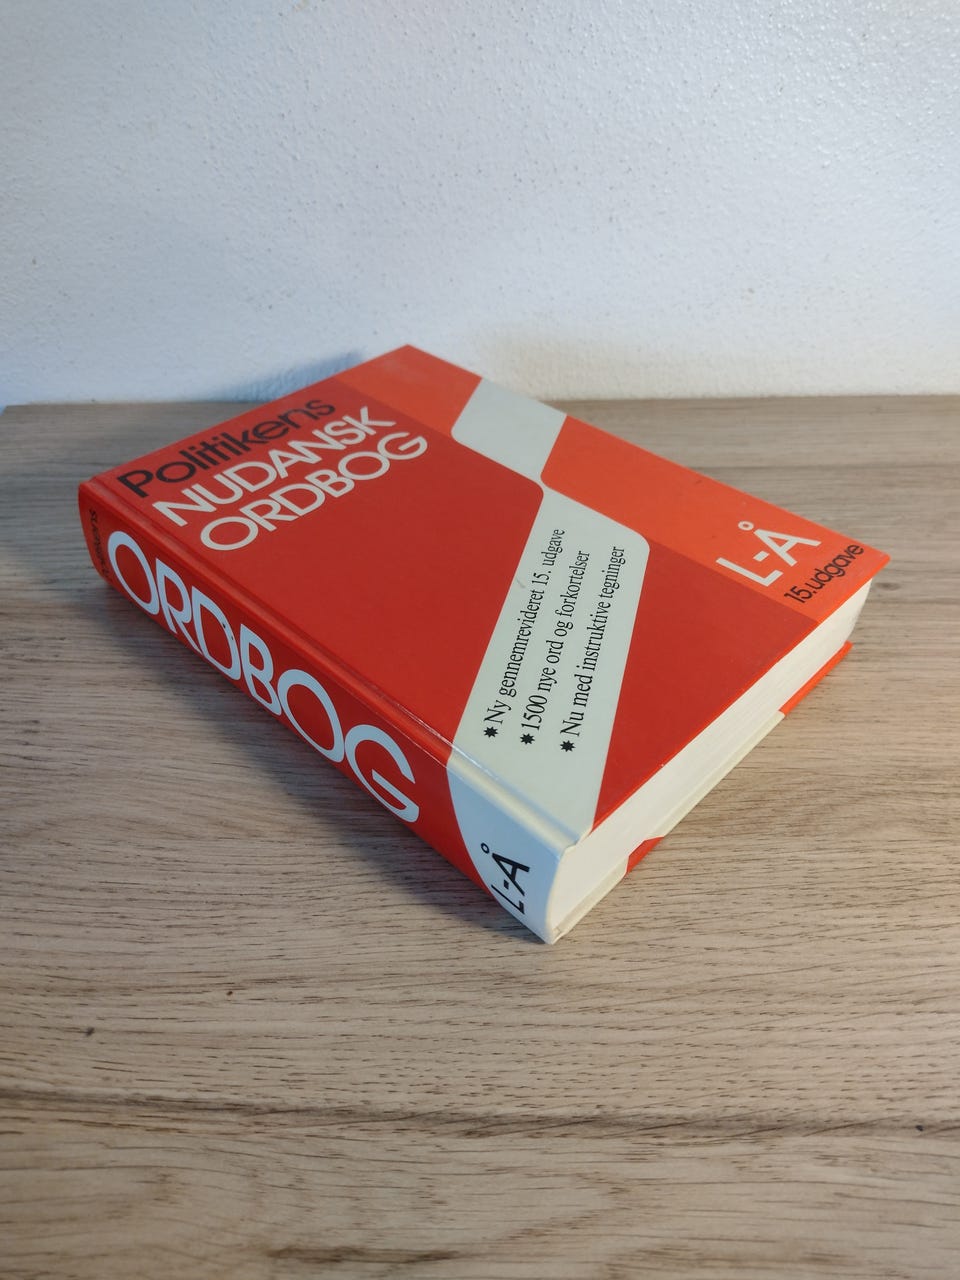 Politikens
NUDANSK
ORDBOG
* Ny gennemrevideret 15. udgave
* 1500 nye ord og forkortelser
* Nu med instruktive tegninger
L-Å
15.udgave
Politikens
ORDBOG
L-Å